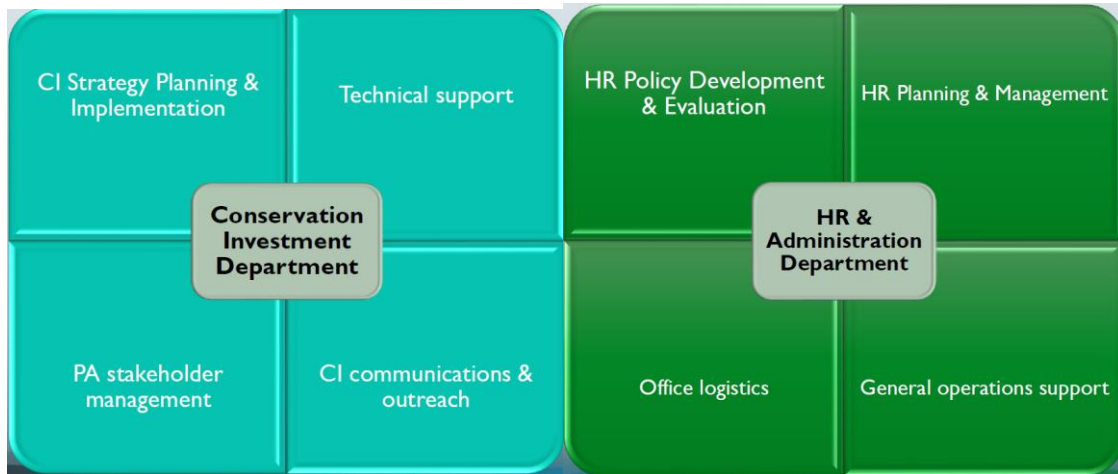 CI Strategy Planning &
Implementation
Technical support
Conservation
Investment
Department
PA stakeholder
management
CI communications &
outreach
HR Policy Development
& Evaluation
HR Planning & Management
HR &
Administration
Department
Office logistics
General operations support